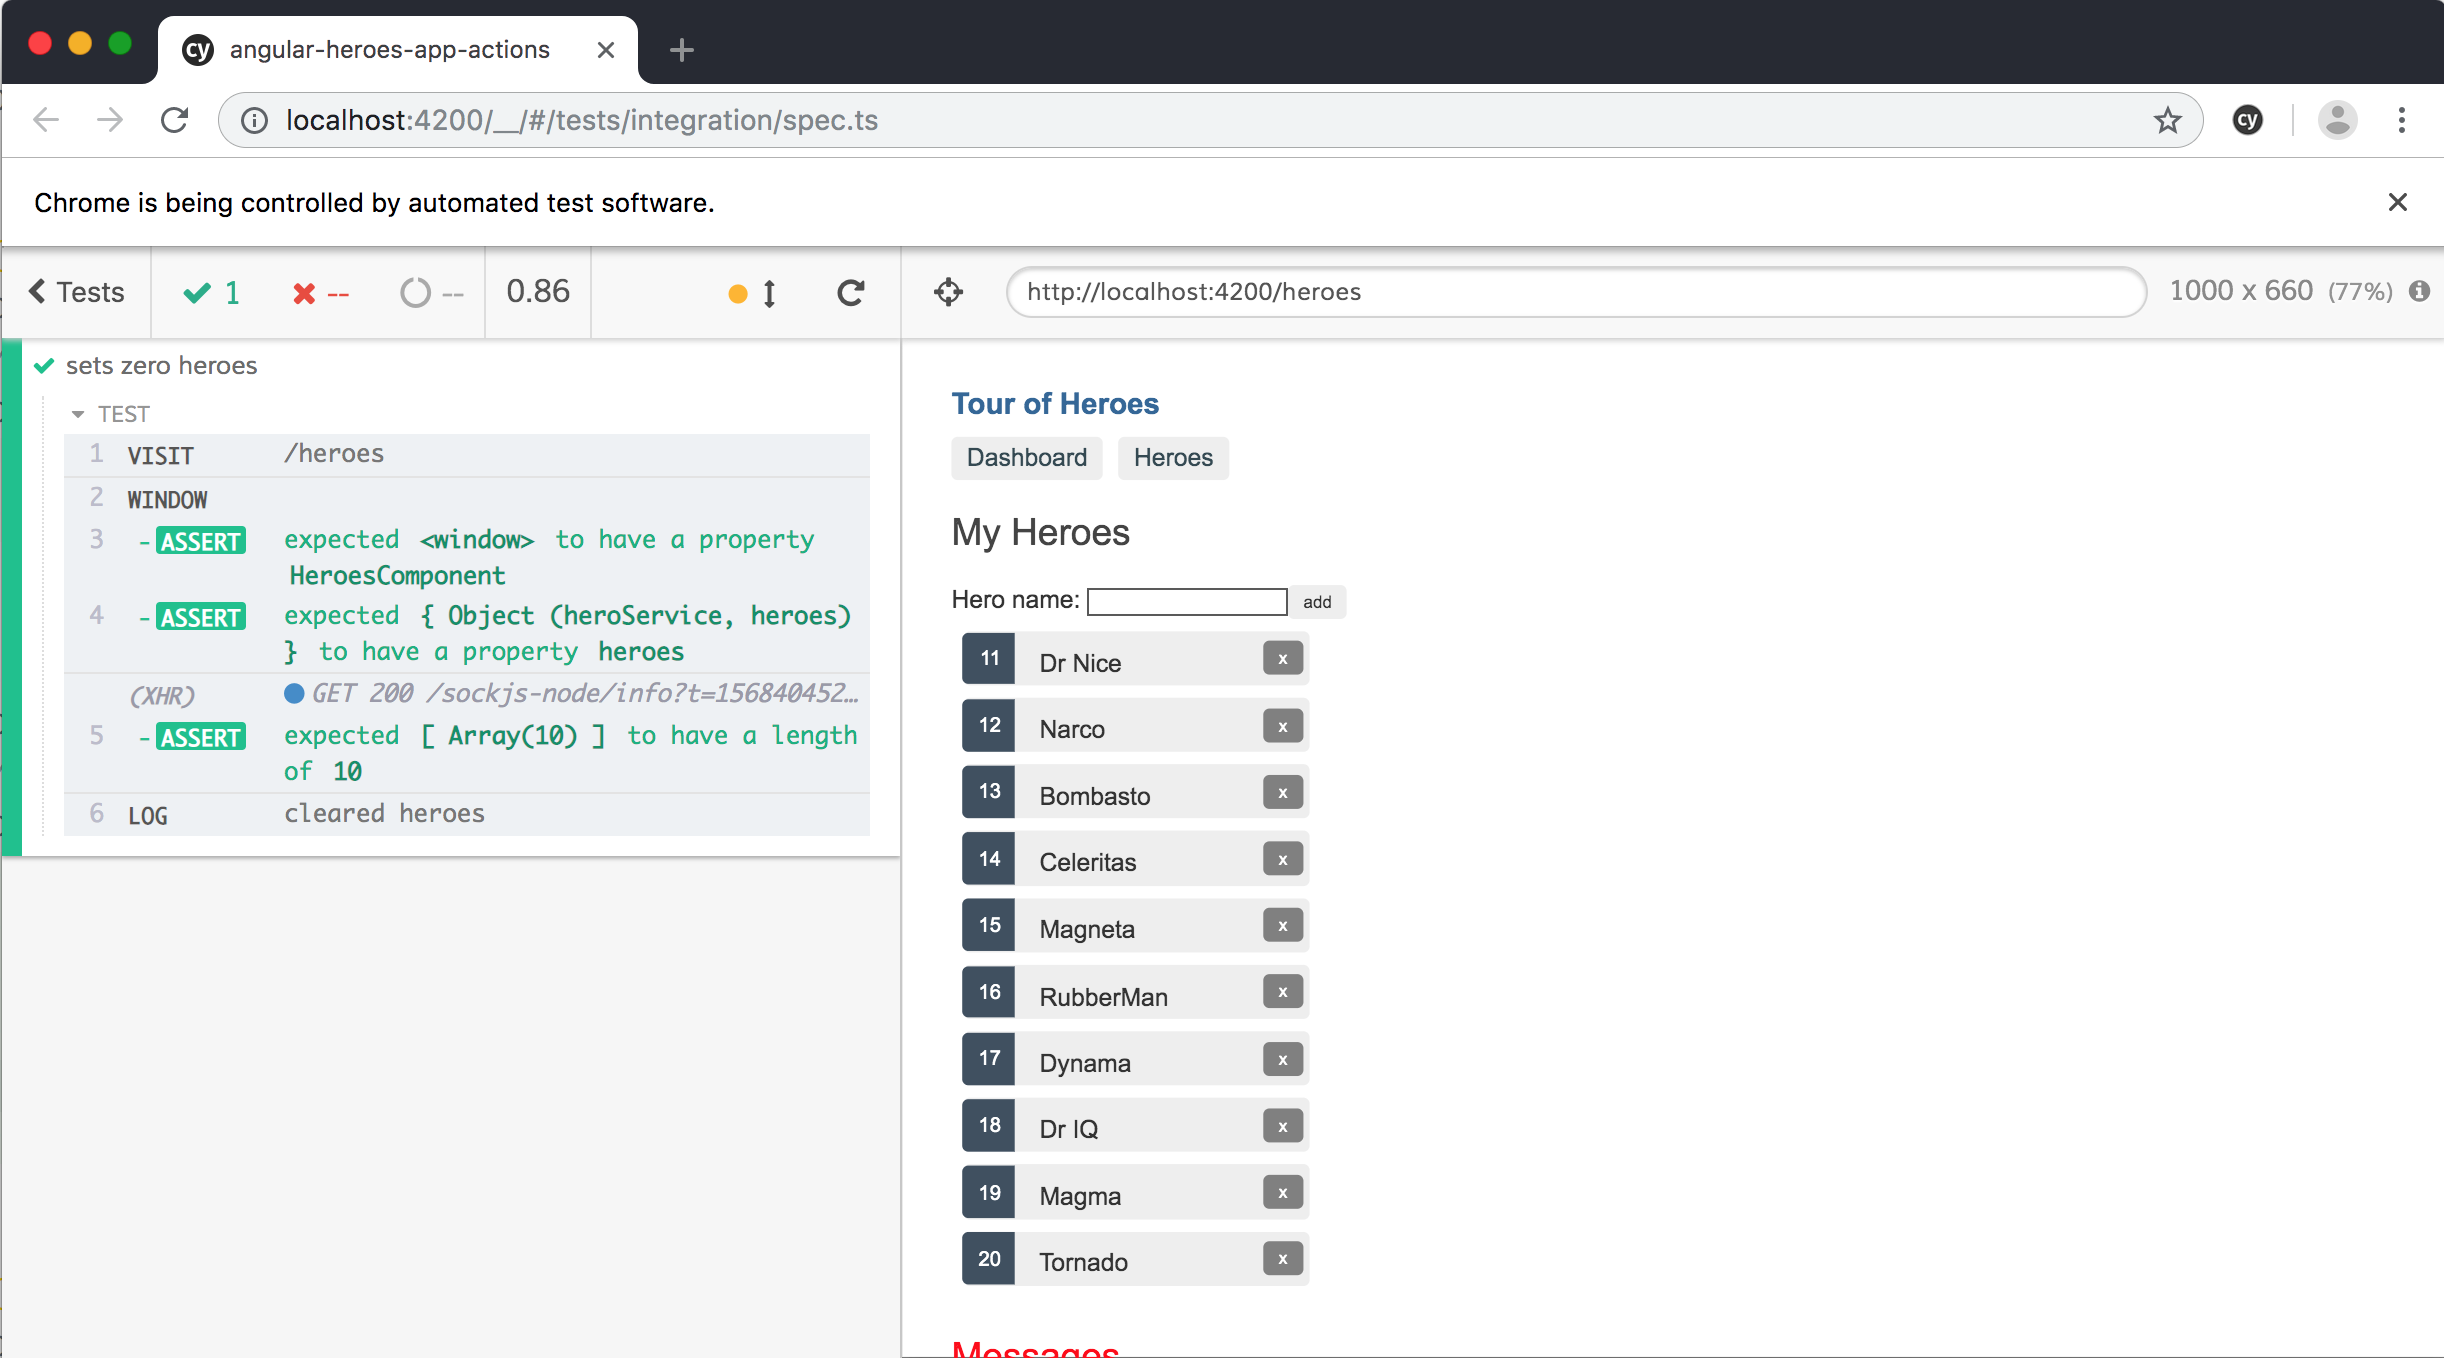 cy angular-heroes-app-actions
localhost:4200/__/#/tests/integration/spec.ts
cy
Chrome is being controlled by automated test software.
Tests 1 -- -- 0.86
http://localhost:4200/heroes 1000 x 660 (77%)
sets zero heroes
TEST
1 VISIT /heroes
2 WINDOW
3 -ASSERT expected <window> to have a property
HeroesComponent
4 -ASSERT expected { Object (heroService, heroes)
} to have a property heroes
(XHR) GET 200 /sockjs-node/info?t=156840452…
5 -ASSERT expected [ Array(10) ] to have a length
of 10
6 LOG cleared heroes
Tour of Heroes
Dashboard Heroes
My Heroes
Hero name: add
11 Dr Nice x
12 Narco x
13 Bombasto x
14 Celeritas x
15 Magneta x
16 RubberMan x
17 Dynama x
18 Dr IQ x
19 Magma x
20 Tornado x
Messages